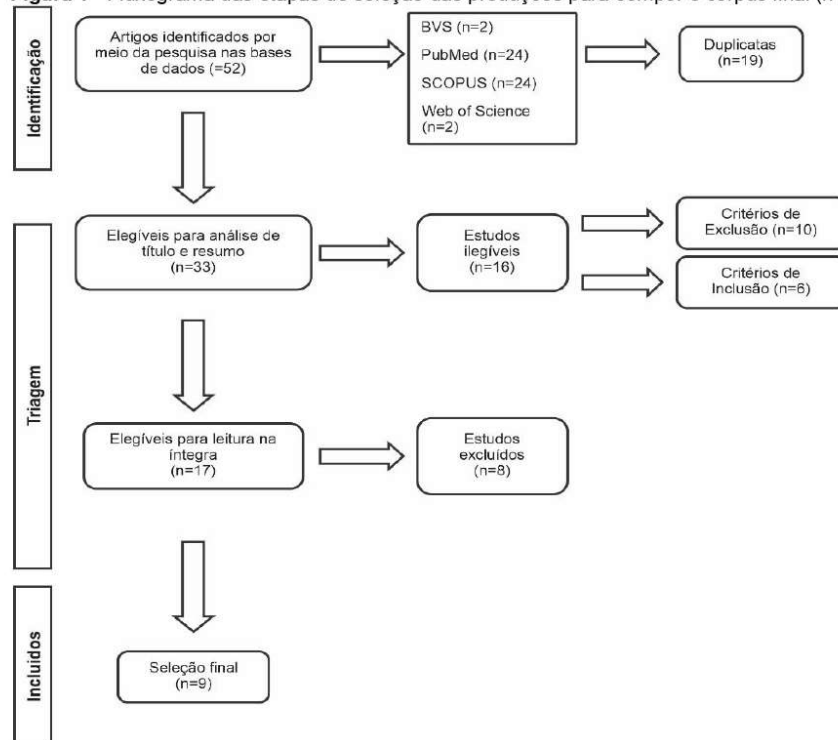 Artigos identificados por
meio da pesquisa nas bases
de dados (=52)
BVS (n=2)
PubMed (n=24)
SCOPUS (n=24)
Web of Science
(n=2)
Duplicatas
(n=19)
Identificação
Elegíveis para análise de
título e resumo
(n=33)
Estudos
ilegíveis
(n=16)
Critérios de
Exclusão (n=10)
Critérios de
Inclusão (n=6)
Triagem
Elegíveis para leitura na
íntegra
(n=17)
Estudos
excluídos
(n=8)
Incluídos
Seleção final
(n=9)